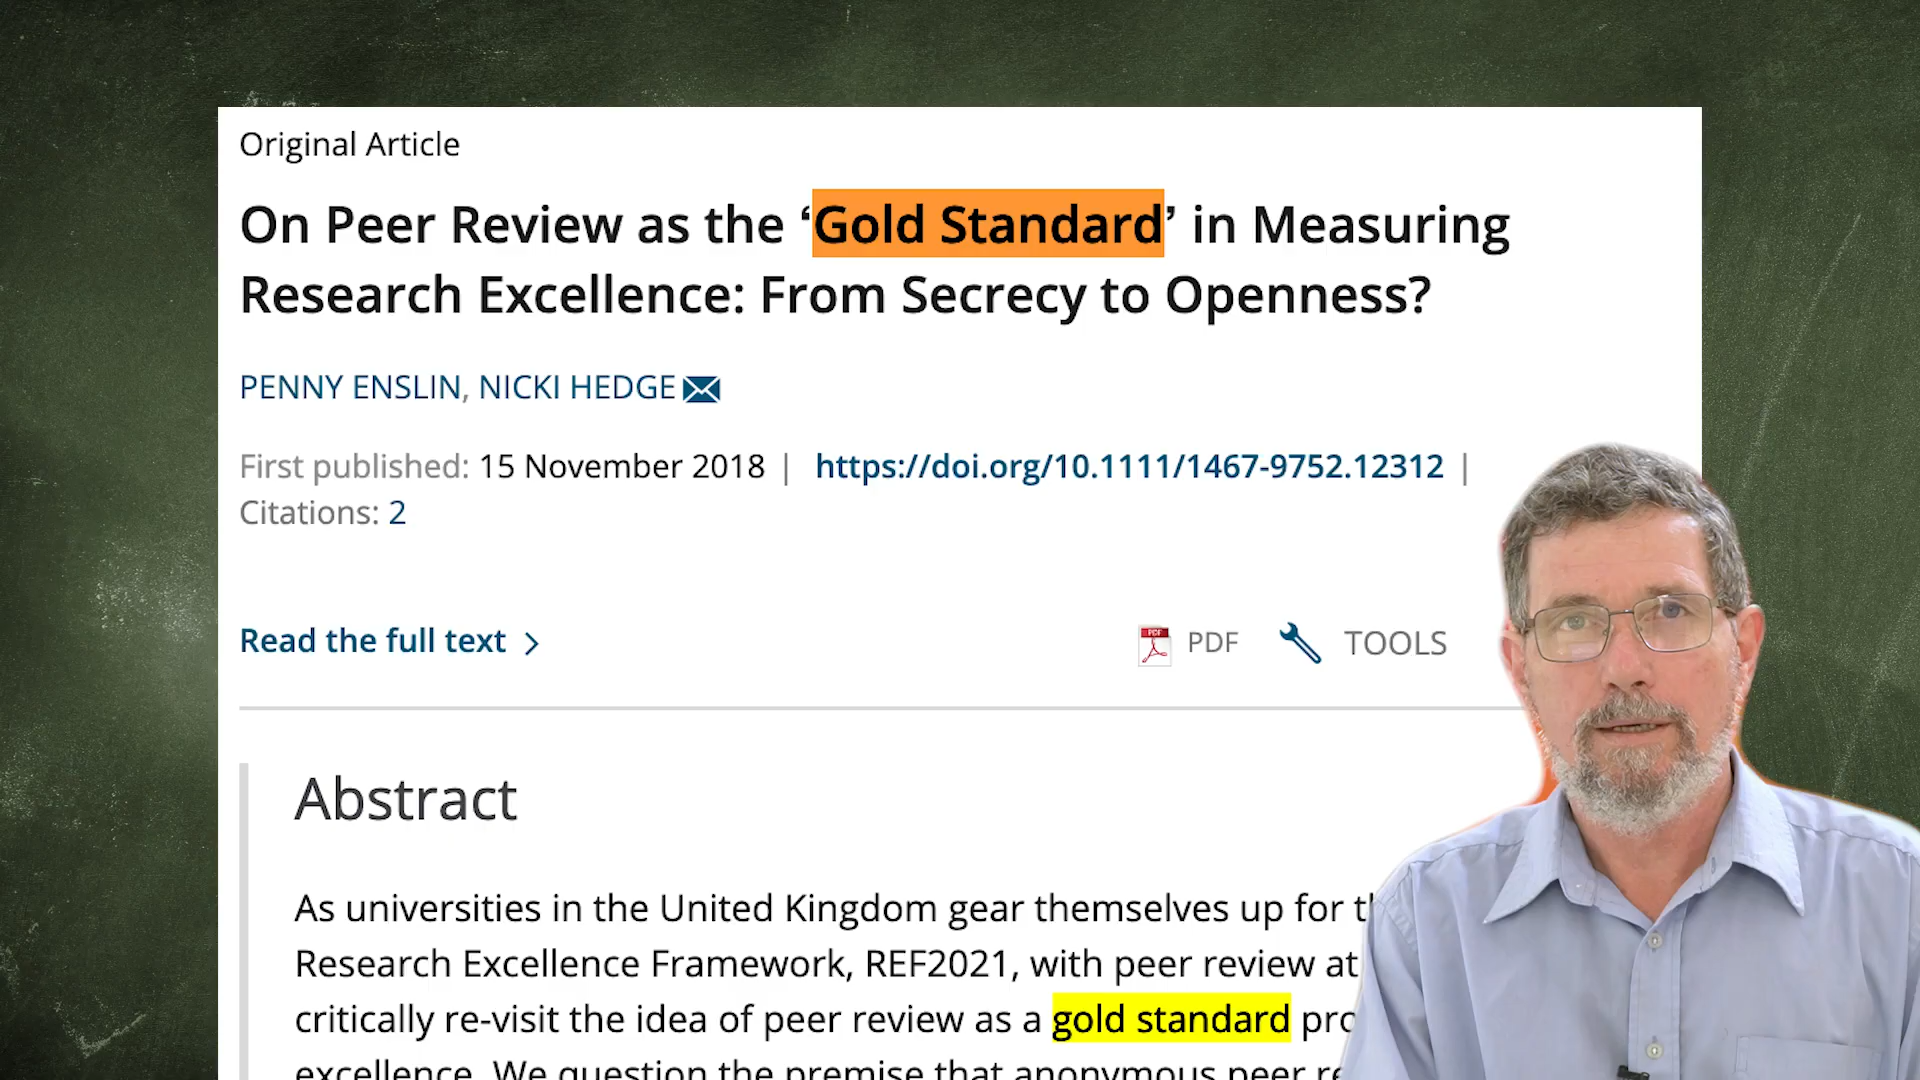 Original Article
On Peer Review as the ‘Gold Standard’ in Measuring
Research Excellence: From Secrecy to Openness?
PENNY ENSLIN, NICKI HEDGE
First published: 15 November 2018 | https://doi.org/10.1111/1467-9752.12312 |
Citations: 2
Read the full text
PDF PDF TOOLS
Abstract
As universities in the United Kingdom gear themselves up for
Research Excellence Framework, REF2021, with peer review at
critically re-visit the idea of peer review as a gold standard
excellence. We question the premise that anonymous peer